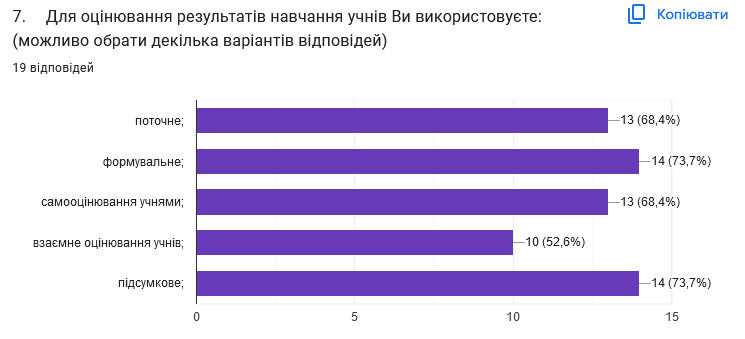 7. Для оцінювання результатів навчання учнів Ви використовуєте:
Копіювати
(можливо обрати декілька варіантів відповідей)
19 відповідей
поточне; 13 (68,4%)
формувальне; 14 (73,7%)
самооцінювання учнями; 13 (68,4%)
взаємне оцінювання учнів; 10 (52,6%)
підсумкове; 14 (73,7%)
0 5 10 15